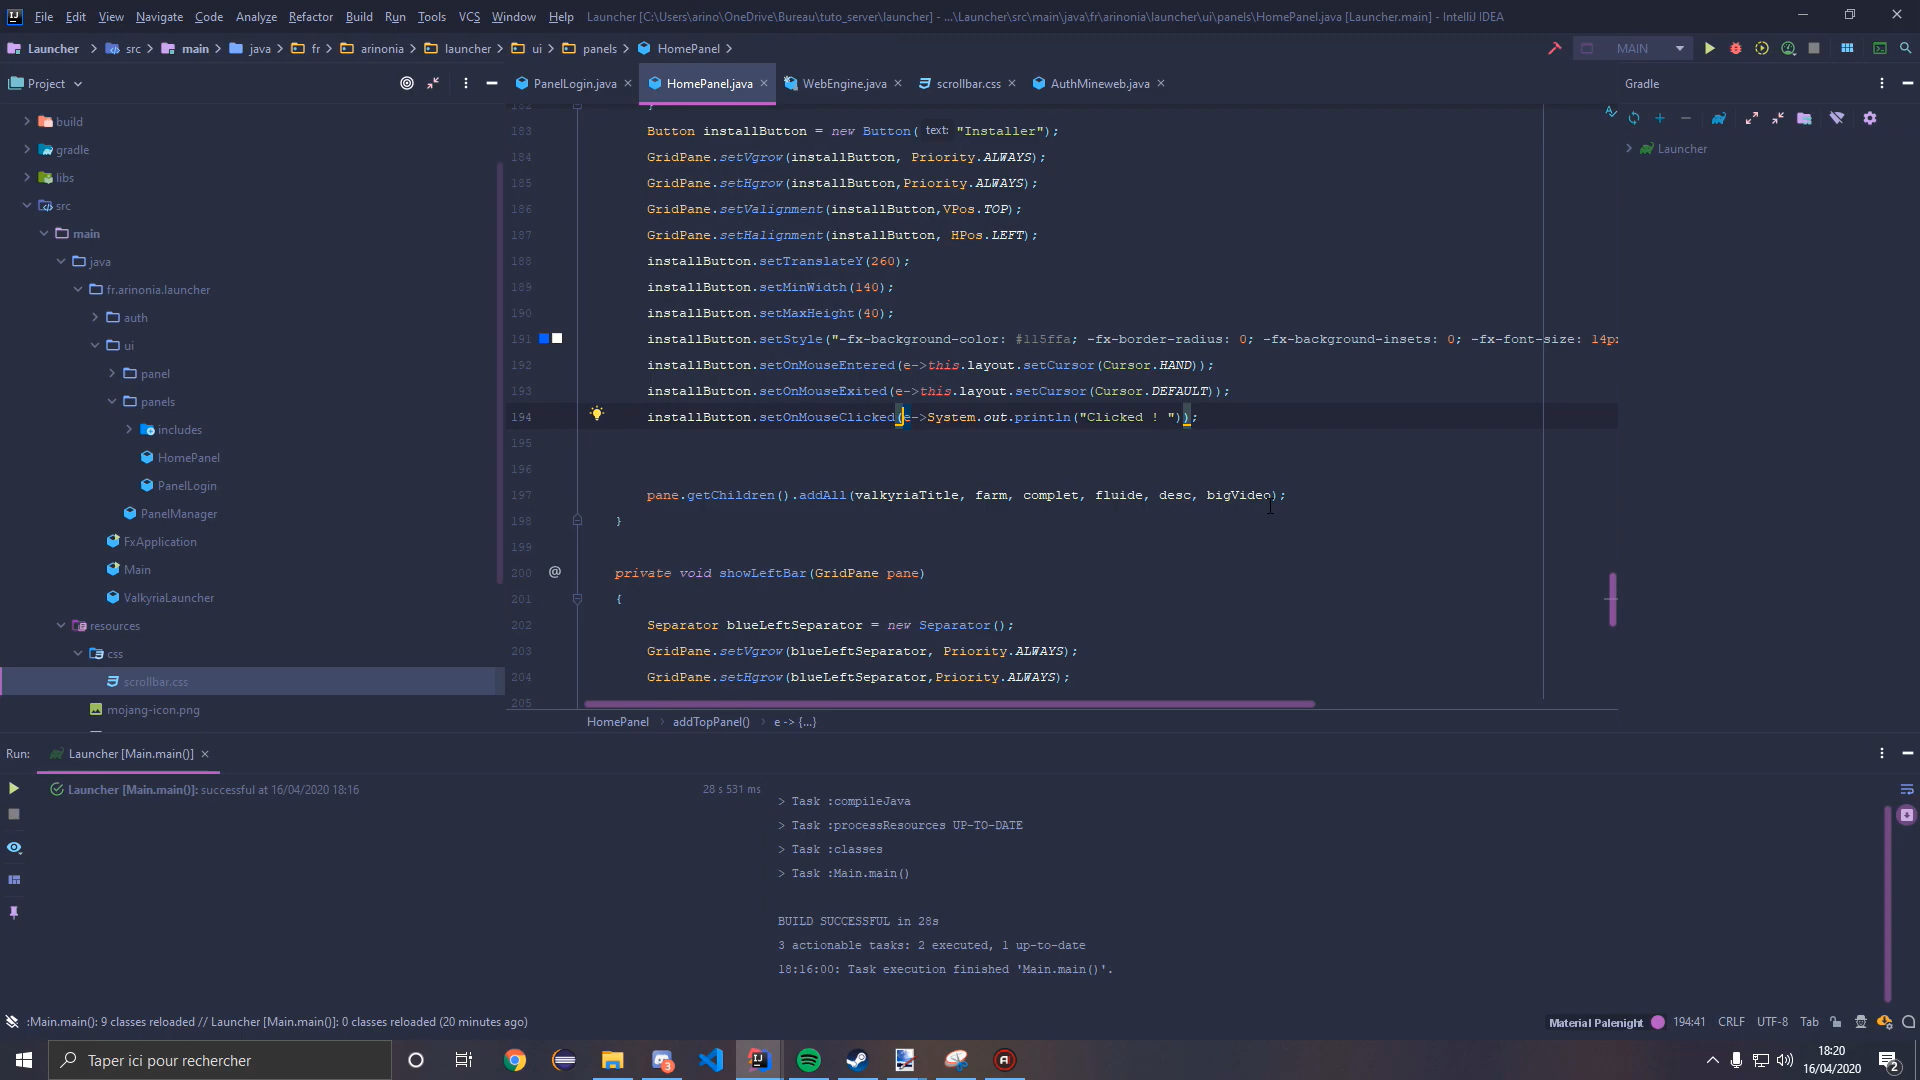 File Edit View Navigate Code Analyze Refactor Build Run Tools VCS Window Help Launcher [C:\Users\arino\OneDrive\Bureau\tuto_server\launcher] - ...\Launcher\src\main\java\fr\arinonia\launcher\ui\panels\HomePanel.java [Launcher.main] - IntelliJ IDEA
Launcher src main java fr arinonia launcher ui panels HomePanel MAIN
Project PanelLogin.java HomePanel.java WebEngine.java scrollbar.css AuthMineweb.java Gradle
build
gradle
libs
src
main
java
fr.arinonia.launcher
auth
ui
panel
panels
includes
HomePanel
PanelLogin
PanelManager
FxApplication
Main
ValkyriaLauncher
resources
css
scrollbar.css
mojang-icon.png
182 }
183 Button installButton = new Button( text: "Installer");
184 GridPane.setVgrow(installButton, Priority.ALWAYS);
185 GridPane.setHgrow(installButton,Priority.ALWAYS);
186 GridPane.setValignment(installButton,VPos.TOP);
187 GridPane.setHalignment(installButton, HPos.LEFT);
188 installButton.setTranslateY(260);
189 installButton.setMinWidth(140);
190 installButton.setMaxHeight(40);
191 installButton.setStyle("-fx-background-color: #115ffa; -fx-border-radius: 0; -fx-background-insets: 0; -fx-font-size: 14px
192 installButton.setOnMouseEntered(e->this.layout.setCursor(Cursor.HAND));
193 installButton.setOnMouseExited(e->this.layout.setCursor(Cursor.DEFAULT));
194 installButton.setOnMouseClicked(e->System.out.println("Clicked ! "));
195
196
197 pane.getChildren().addAll(valkyriaTitle, farm, complet, fluide, desc, bigVideo);
198 }
199
200 @ private void showLeftBar(GridPane pane)
201 {
202 Separator blueLeftSeparator = new Separator();
203 GridPane.setVgrow(blueLeftSeparator, Priority.ALWAYS);
204 GridPane.setHgrow(blueLeftSeparator,Priority.ALWAYS);
205
HomePanel addTopPanel() e -> {...}
Launcher
Run: Launcher [Main.main()]
Launcher [Main.main()]: successful at 16/04/2020 18:16 28 s 531 ms
> Task :compileJava
> Task :processResources UP-TO-DATE
> Task :classes
> Task :Main.main()
BUILD SUCCESSFUL in 28s
3 actionable tasks: 2 executed, 1 up-to-date
18:16:00: Task execution finished 'Main.main()'.
:Main.main(): 9 classes reloaded // Launcher [Main.main()]: 0 classes reloaded (20 minutes ago) Material Palenight 194:41 CRLF UTF-8 Tab
Taper ici pour rechercher 3 18:20
16/04/2020 2